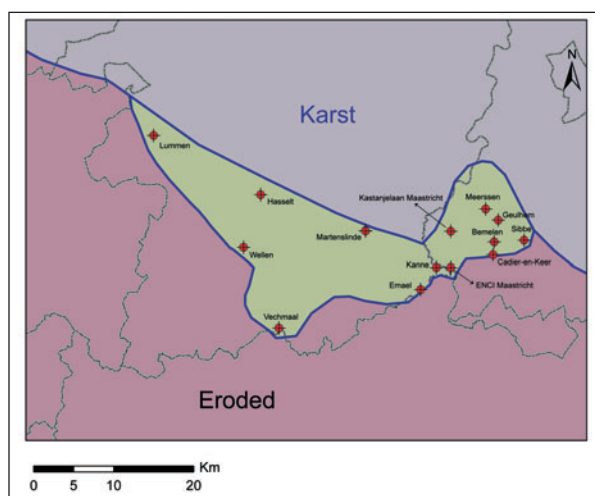 N
Karst
Lummen
Kastanjelaan Maastricht
Meerssen
Hasselt
Geulhem
Martenslinde
Bemelen
Sibbe
Wellen
Kanne
Cadier-en-Keer
Emael
ENCI Maastricht
Vechmaal
Eroded
Km
0 5 10 20